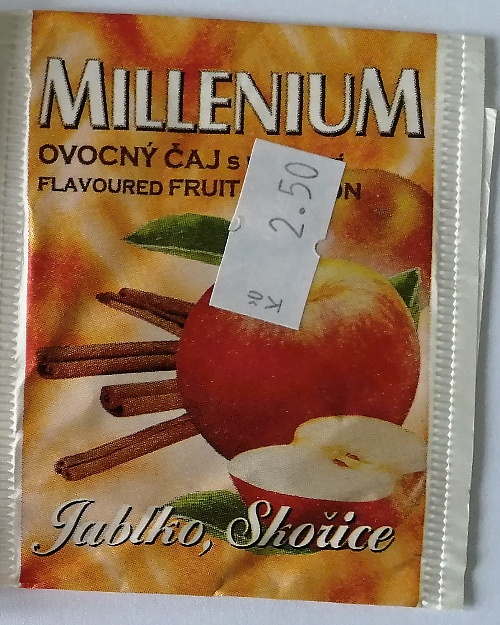 MILLENIUM
OVOCNÝ ČAJ s
FLAVOURED FRUIT
2.50
Kč
Jablko, Skořice